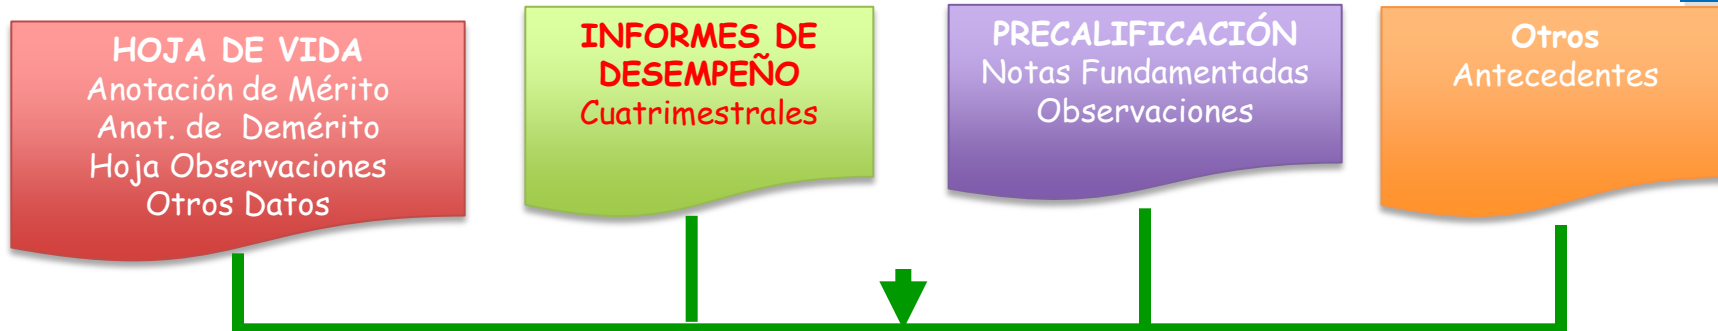 HOJA DE VIDA
Anotación de Mérito
Anot. de Demérito
Hoja Observaciones
Otros Datos
INFORMES DE
DESEMPEÑO
Cuatrimestrales
PRECALIFICACIÓN
Notas Fundamentadas
Observaciones
Otros
Antecedentes